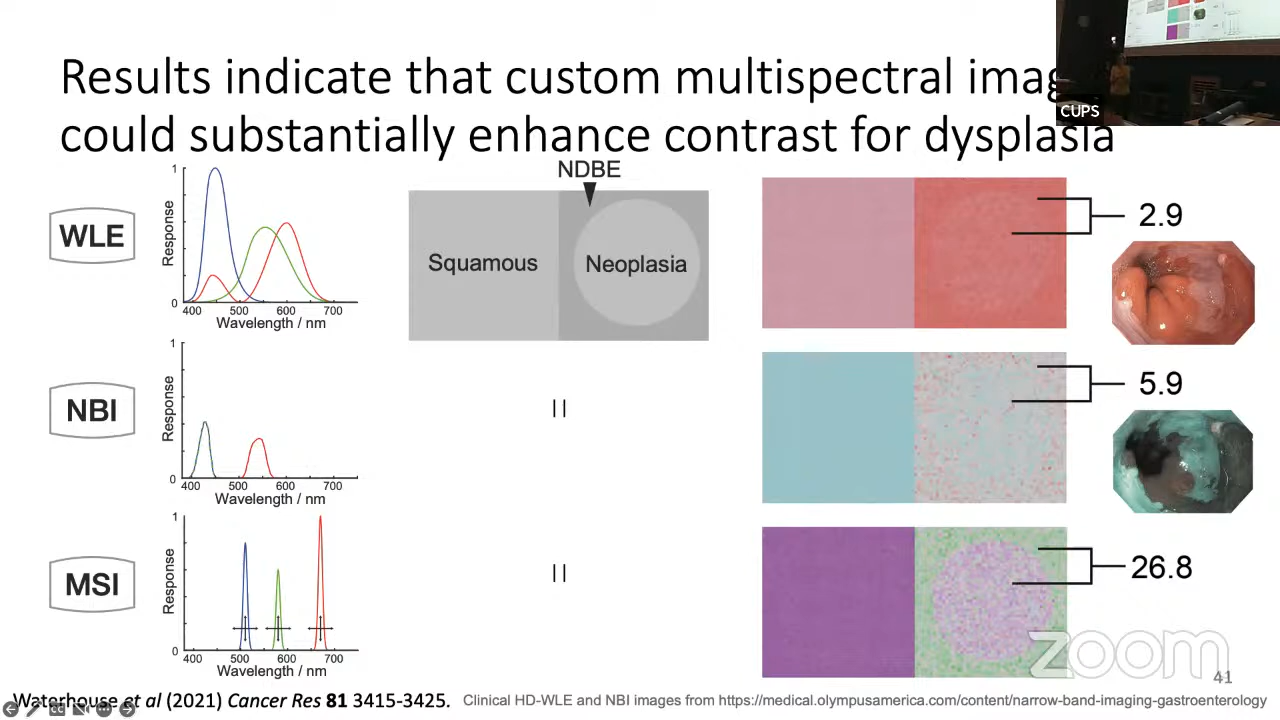 Results indicate that custom multispectral imag
could substantially enhance contrast for dysplasia
CUPS
WLE
Response
1
0
400 500 600 700
Wavelength / nm
NDBE
Squamous
Neoplasia
2.9
NBI
Response
1
0
400 500 600 700
Wavelength / nm
5.9
MSI
Response
1
0
400 500 600 700
Wavelength / nm
26.8
zoom
41
Waterhouse et al (2021) Cancer Res 81 3415-3425.
Clinical HD-WLE and NBI images from https://medical.olympusamerica.com/content/narrow-band-imaging-gastroenterology